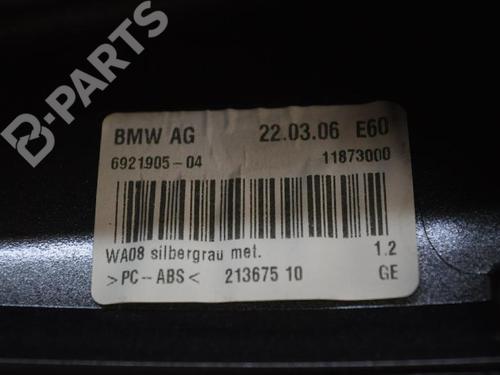 B-PARTS
BMW AG 22.03.06 E60
6921905-04 11873000
WA08 silbergrau met. 1.2
>PC-ABS< 213675 10 GE